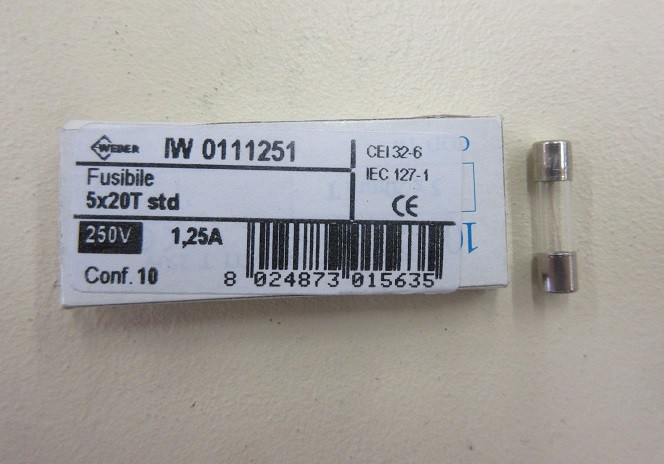 WEBER
IW 0111251
CEI 32-6
IEC 127-1
Fusibile
5x20T std
CE
250V 1,25A
Conf. 10
8 024873 015635